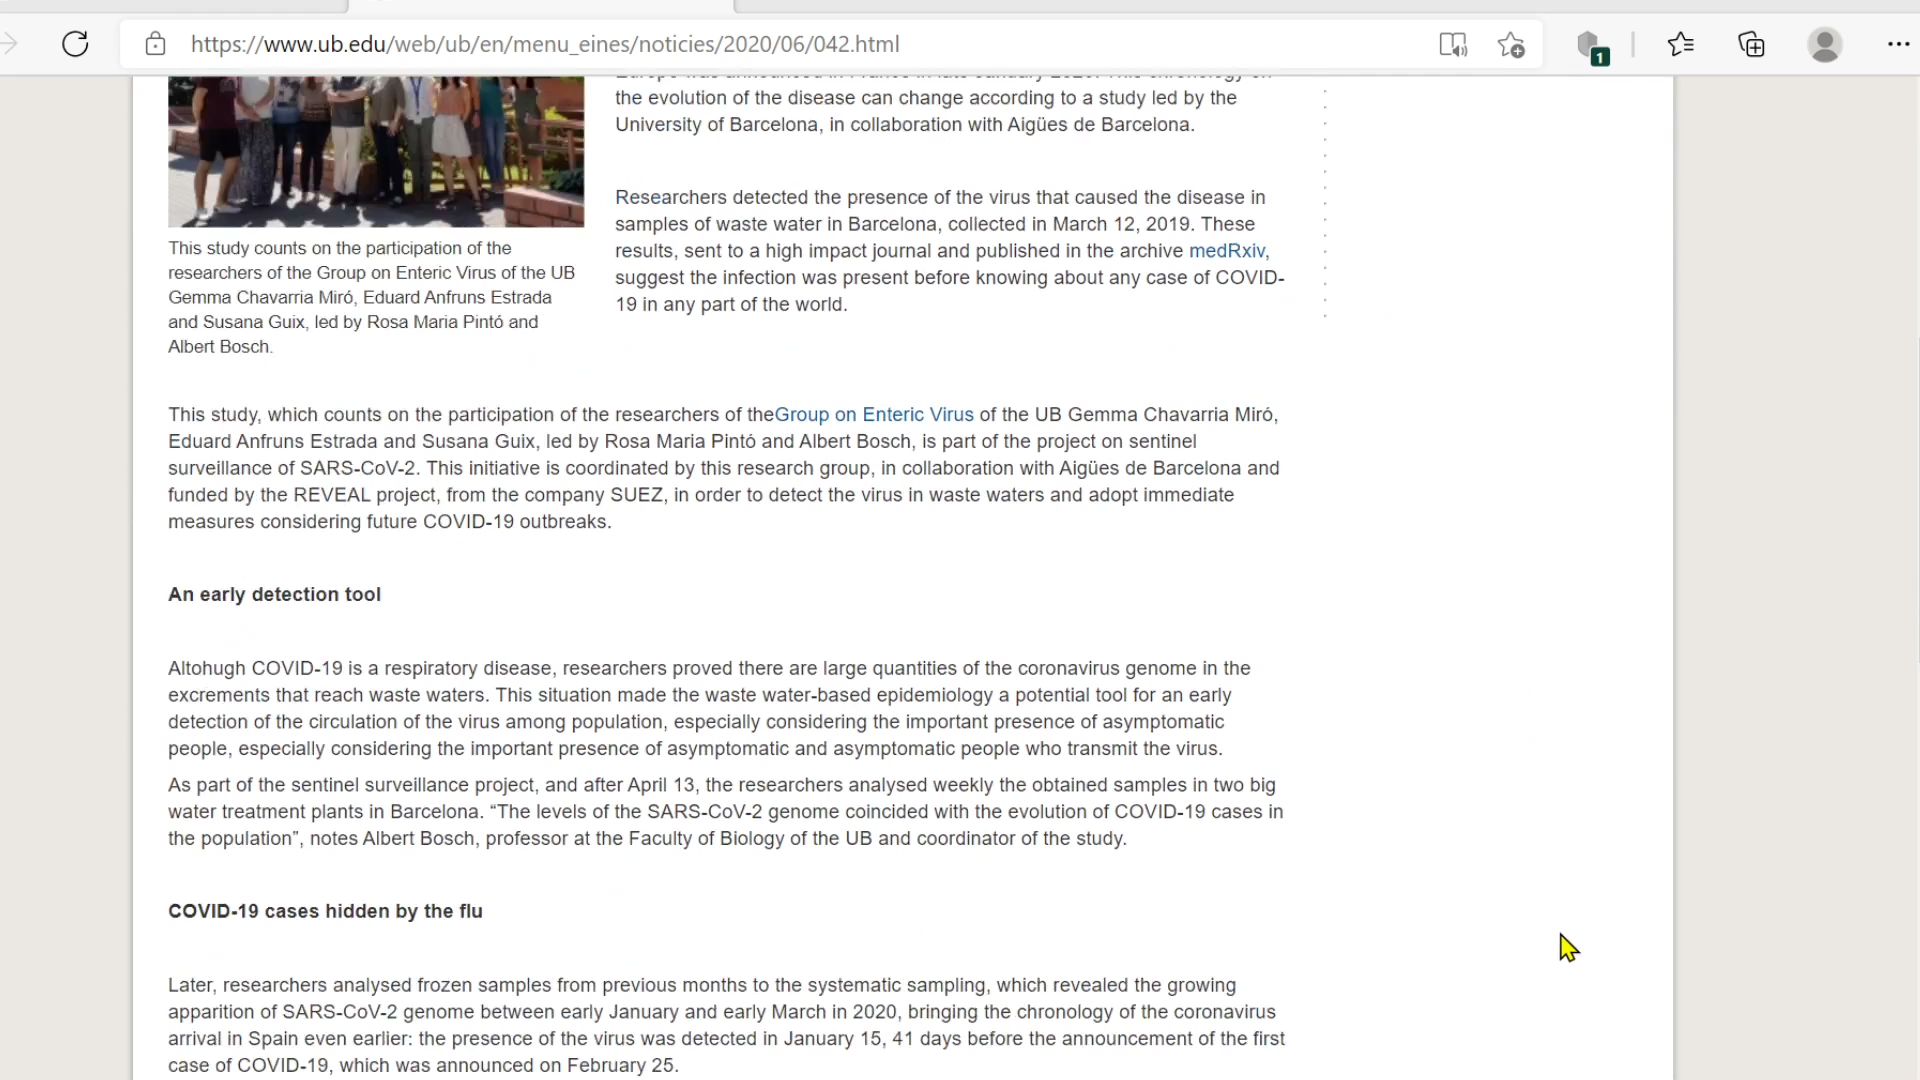 https://www.ub.edu/web/ub/en/menu_eines/noticies/2020/06/042.html
1
the evolution of the disease can change according to a study led by the
University of Barcelona, in collaboration with Aigües de Barcelona.
Researchers detected the presence of the virus that caused the disease in
samples of waste water in Barcelona, collected in March 12, 2019. These
results, sent to a high impact journal and published in the archive medRxiv,
suggest the infection was present before knowing about any case of COVID-
19 in any part of the world.
This study counts on the participation of the
researchers of the Group on Enteric Virus of the UB
Gemma Chavarria Miró, Eduard Anfruns Estrada
and Susana Guix, led by Rosa Maria Pintó and
Albert Bosch.
This study, which counts on the participation of the researchers of theGroup on Enteric Virus of the UB Gemma Chavarria Miró,
Eduard Anfruns Estrada and Susana Guix, led by Rosa Maria Pintó and Albert Bosch, is part of the project on sentinel
surveillance of SARS-CoV-2. This initiative is coordinated by this research group, in collaboration with Aigües de Barcelona and
funded by the REVEAL project, from the company SUEZ, in order to detect the virus in waste waters and adopt immediate
measures considering future COVID-19 outbreaks.
An early detection tool
Altohugh COVID-19 is a respiratory disease, researchers proved there are large quantities of the coronavirus genome in the
excrements that reach waste waters. This situation made the waste water-based epidemiology a potential tool for an early
detection of the circulation of the virus among population, especially considering the important presence of asymptomatic
people, especially considering the important presence of asymptomatic and asymptomatic people who transmit the virus.
As part of the sentinel surveillance project, and after April 13, the researchers analysed weekly the obtained samples in two big
water treatment plants in Barcelona. “The levels of the SARS-CoV-2 genome coincided with the evolution of COVID-19 cases in
the population”, notes Albert Bosch, professor at the Faculty of Biology of the UB and coordinator of the study.
COVID-19 cases hidden by the flu
Later, researchers analysed frozen samples from previous months to the systematic sampling, which revealed the growing
apparition of SARS-CoV-2 genome between early January and early March in 2020, bringing the chronology of the coronavirus
arrival in Spain even earlier: the presence of the virus was detected in January 15, 41 days before the announcement of the first
case of COVID-19, which was announced on February 25.